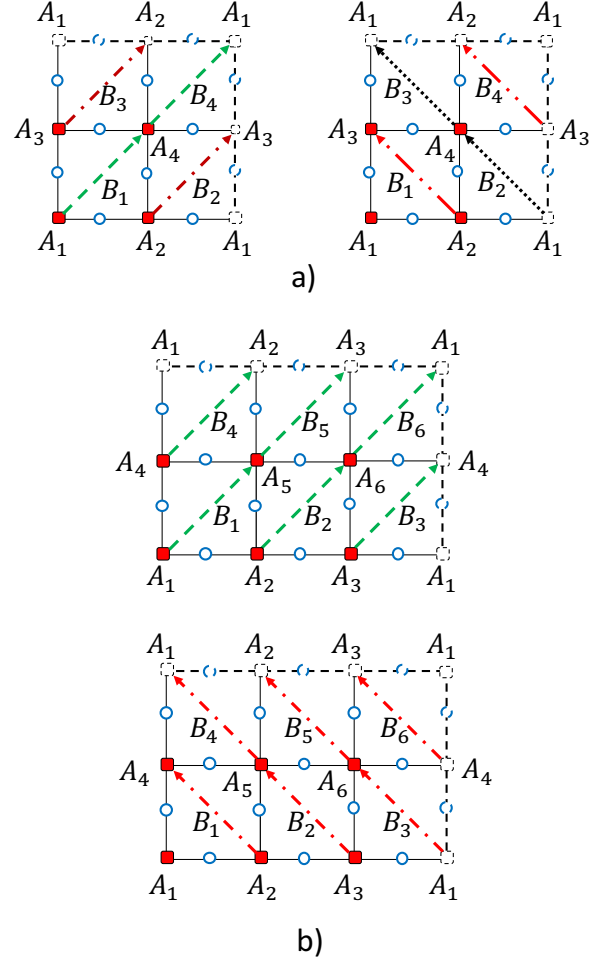 A₁ A₂ A₁ A₁ A₂ A₁
B₃ B₄ B₃ B₄
A₃ A₄ A₃ A₃ A₄ A₃
B₁ B₂ B₁ B₂
A₁ A₂ A₁ A₁ A₂ A₁
a)
A₁ A₂ A₃ A₁
B₄ B₅ B₆
A₄ A₅ A₆ A₄
B₁ B₂ B₃
A₁ A₂ A₃ A₁
A₁ A₂ A₃ A₁
B₄ B₅ B₆
A₄ A₅ A₆ A₄
B₁ B₂ B₃
A₁ A₂ A₃ A₁
b)